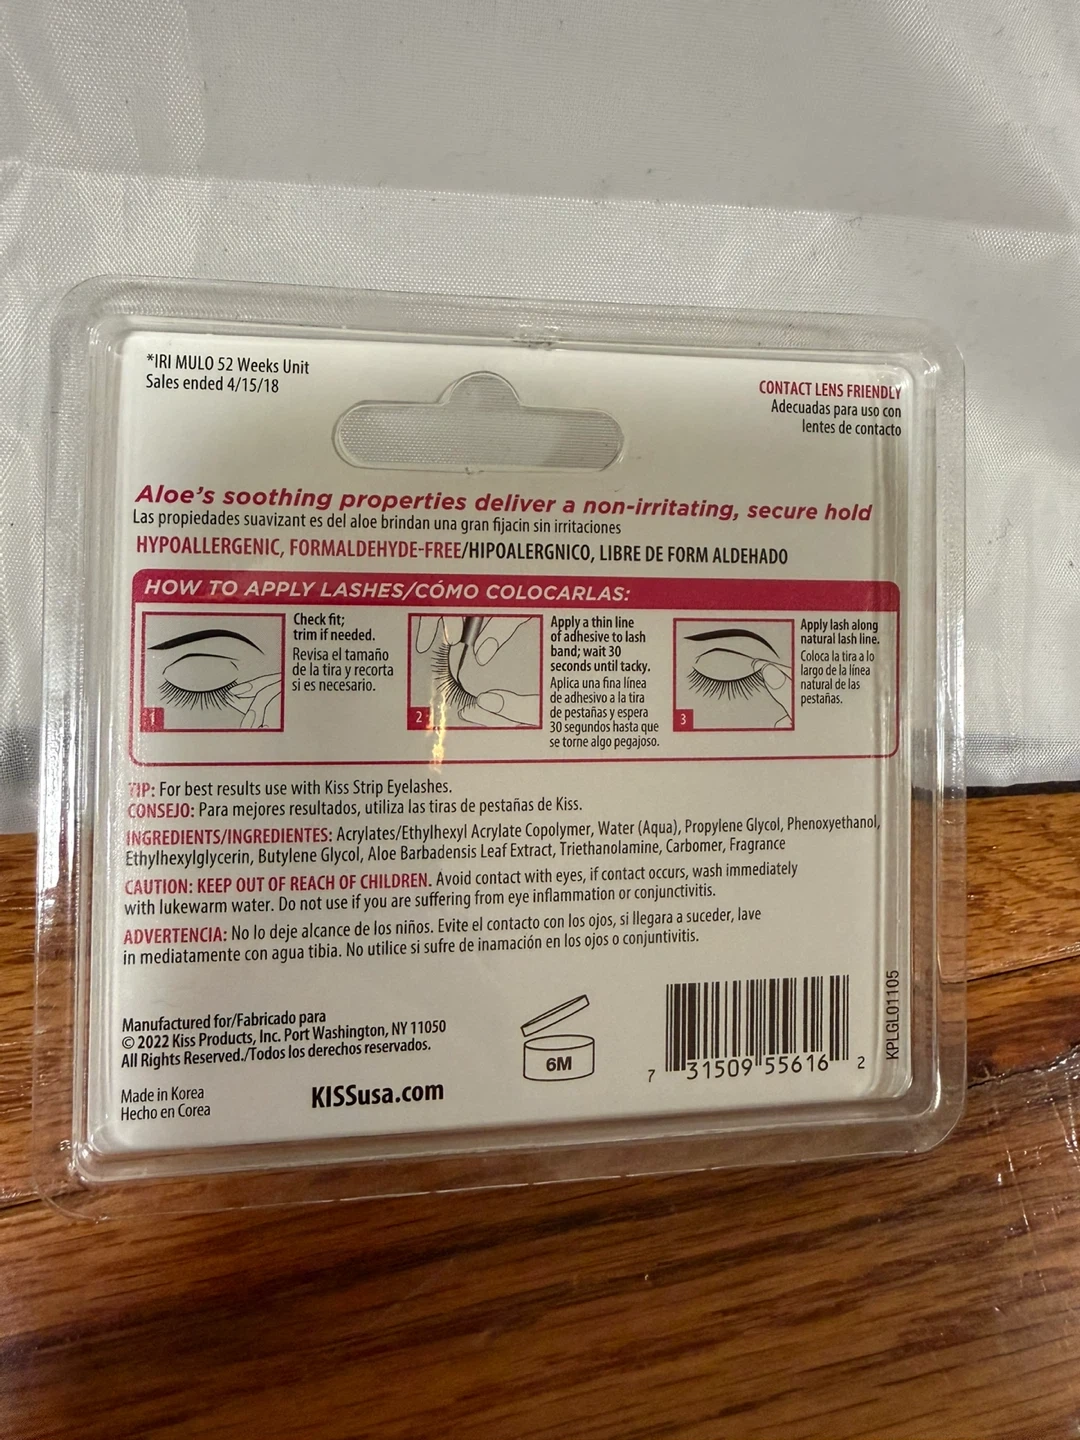 *IRI MULO 52 Weeks Unit
Sales ended 4/15/18
CONTACT LENS FRIENDLY
Adecuadas para uso con
lentes de contacto
Aloe's soothing properties deliver a non-irritating, secure hold
Las propiedades suavizant es del aloe brindan una gran fijacin sin irritaciones
HYPOALLERGENIC, FORMALDEHYDE-FREE/HIPOALERGNICO, LIBRE DE FORM ALDEHADO
HOW TO APPLY LASHES/CÓMO COLOCARLAS:
1
Check fit;
trim if needed.
Revisa el tamaño
de la tira y recorta
si es necesario.
2
Apply a thin line
of adhesive to lash
band; wait 30
seconds until tacky.
Aplica una fina línea
de adhesivo a la tira
de pestañas y espera
30 segundos hasta que
se torne algo pegajoso.
3
Apply lash along
natural lash line.
Coloca la tira a lo
largo de la línea
natural de las
pestañas.
TIP: For best results use with Kiss Strip Eyelashes.
CONSEJO: Para mejores resultados, utiliza las tiras de pestañas de Kiss.
INGREDIENTS/INGREDIENTES: Acrylates/Ethylhexyl Acrylate Copolymer, Water (Aqua), Propylene Glycol, Phenoxyethanol,
Ethylhexylglycerin, Butylene Glycol, Aloe Barbadensis Leaf Extract, Triethanolamine, Carbomer, Fragrance
CAUTION: KEEP OUT OF REACH OF CHILDREN. Avoid contact with eyes, if contact occurs, wash immediately
with lukewarm water. Do not use if you are suffering from eye inflammation or conjunctivitis.
ADVERTENCIA: No lo deje alcance de los niños. Evite el contacto con los ojos, si llegara a suceder, lave
in mediatamente con agua tibia. No utilice si sufre de inamación en los ojos o conjuntivitis.
Manufactured for/Fabricado para
© 2022 Kiss Products, Inc. Port Washington, NY 11050
All Rights Reserved./Todos los derechos reservados.
Made in Korea
Hecho en Corea
KISSusa.com
6M
7 31509 55616 2
KPLGL01105